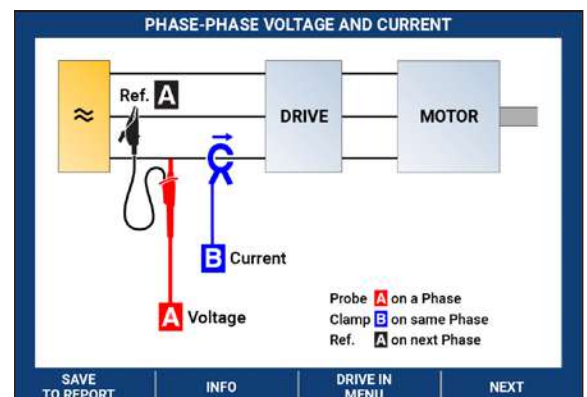 PHASE-PHASE VOLTAGE AND CURRENT
Ref. A
≈
DRIVE
MOTOR
B Current
A Voltage
Probe A on a Phase
Clamp B on same Phase
Ref. A on next Phase
SAVE
TO REPORT
INFO
DRIVE IN
MENU
NEXT